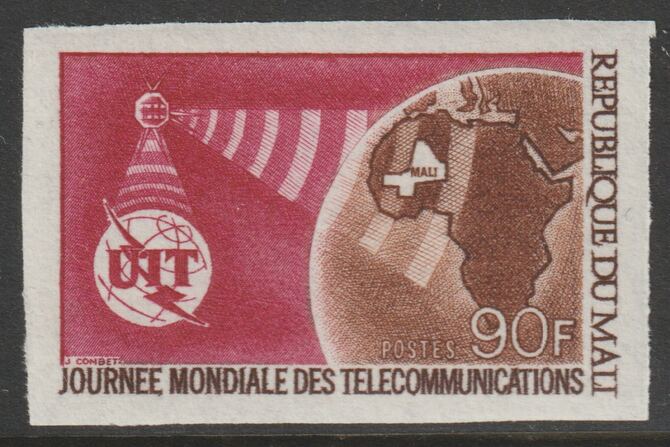 REPUBLIQUE DU MALI
MALI
UIT
POSTES 90F
J. COMBET
JOURNEE MONDIALE DES TELECOMMUNICATIONS